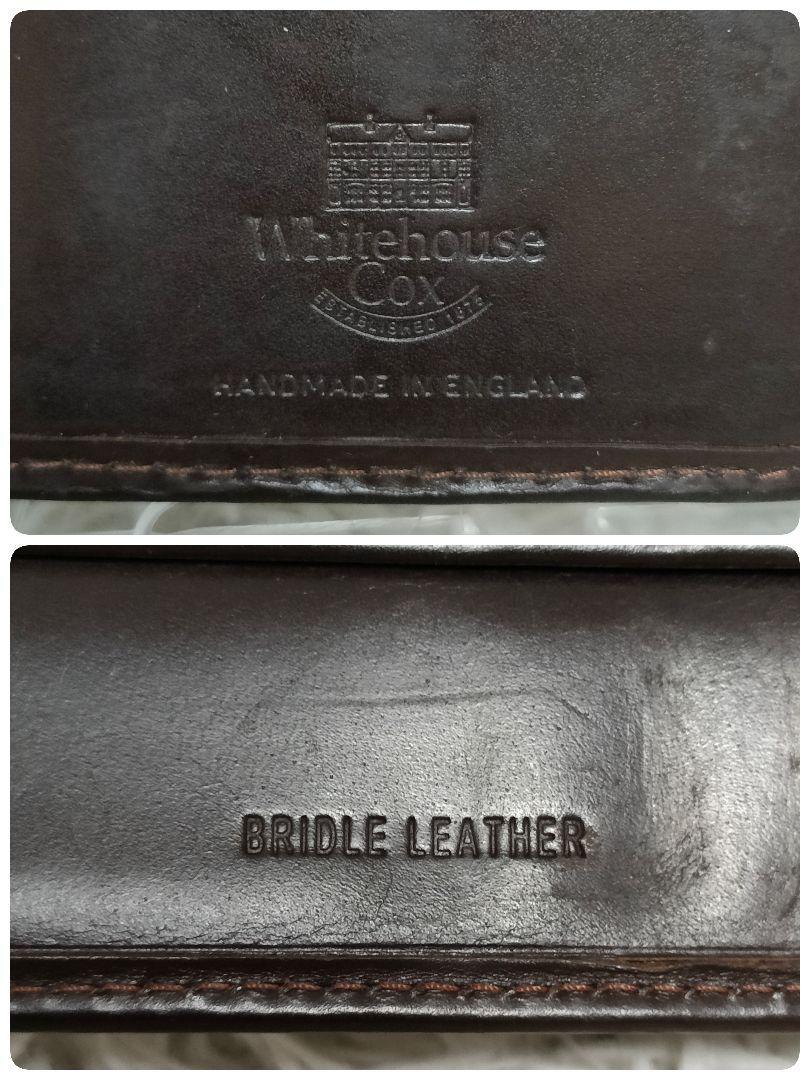 Whitehouse
Cox
ESTABLISHED 1875
HANDMADE IN ENGLAND
BRIDLE LEATHER